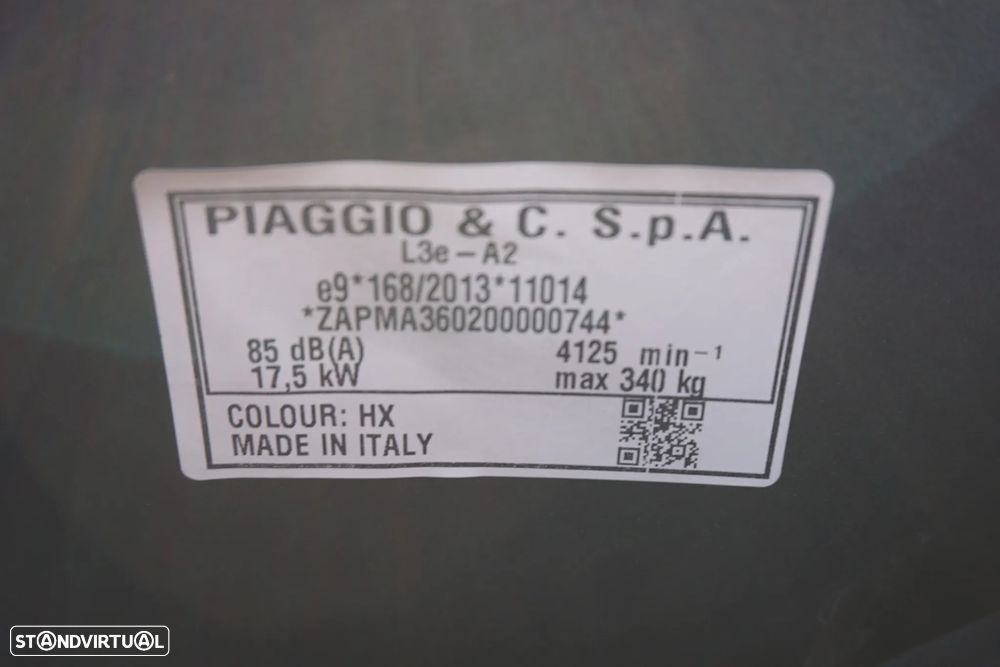 PIAGGIO & C. S.p.A.
L3e-A2
e9*168/2013*11014
*ZAPMA360200000744*
85 dB(A) 4125 min-1
17,5 kW max 340 kg
COLOUR: HX
MADE IN ITALY
STANDVIRTUAL